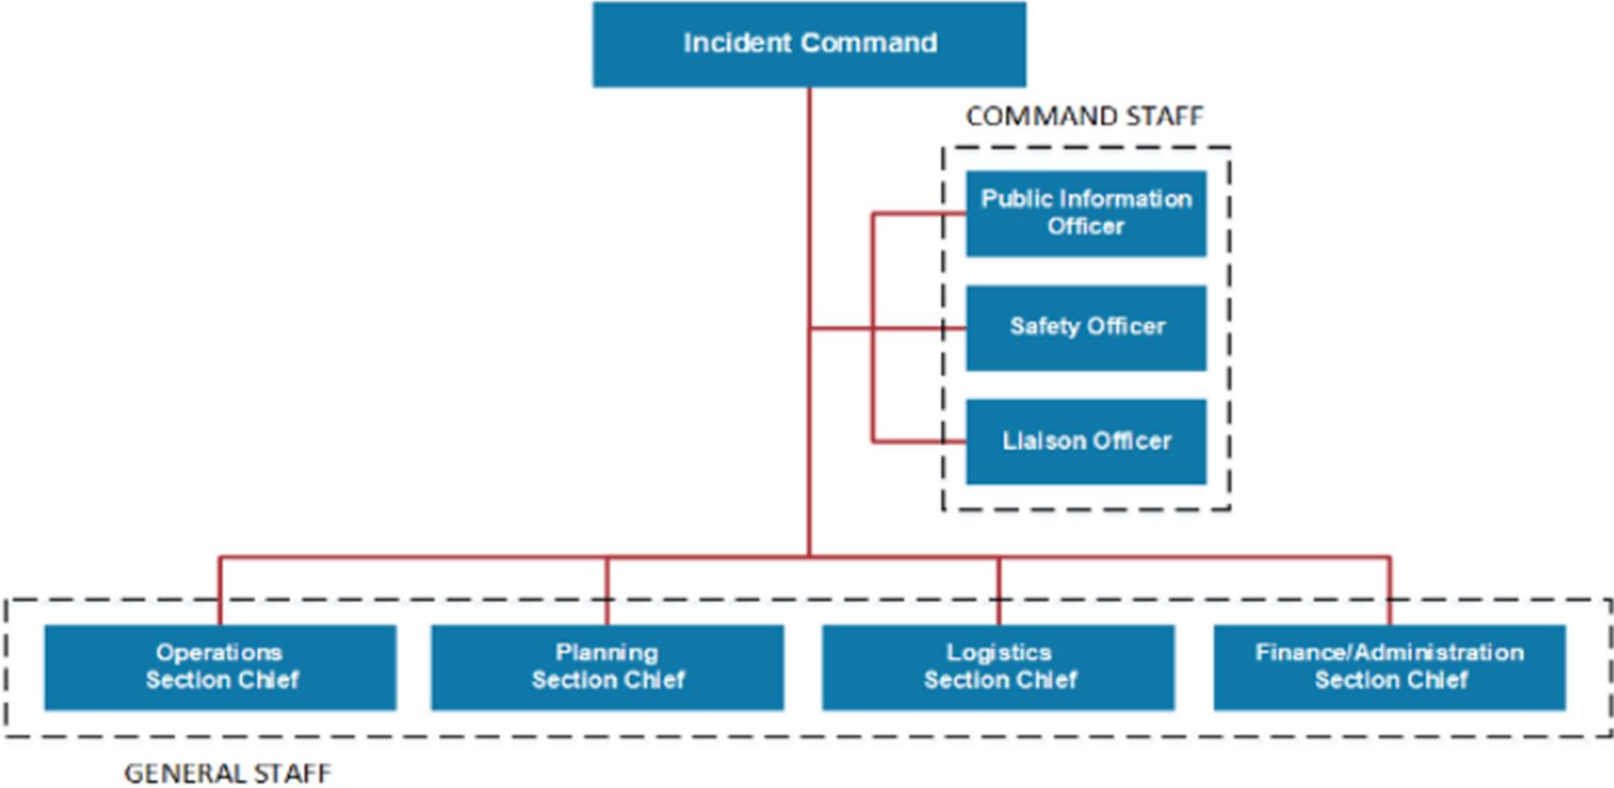 Incident Command
COMMAND STAFF
Public Information
Officer
Safety Officer
Liaison Officer
Operations
Section Chief
Planning
Section Chief
Logistics
Section Chief
Finance/Administration
Section Chief
GENERAL STAFF